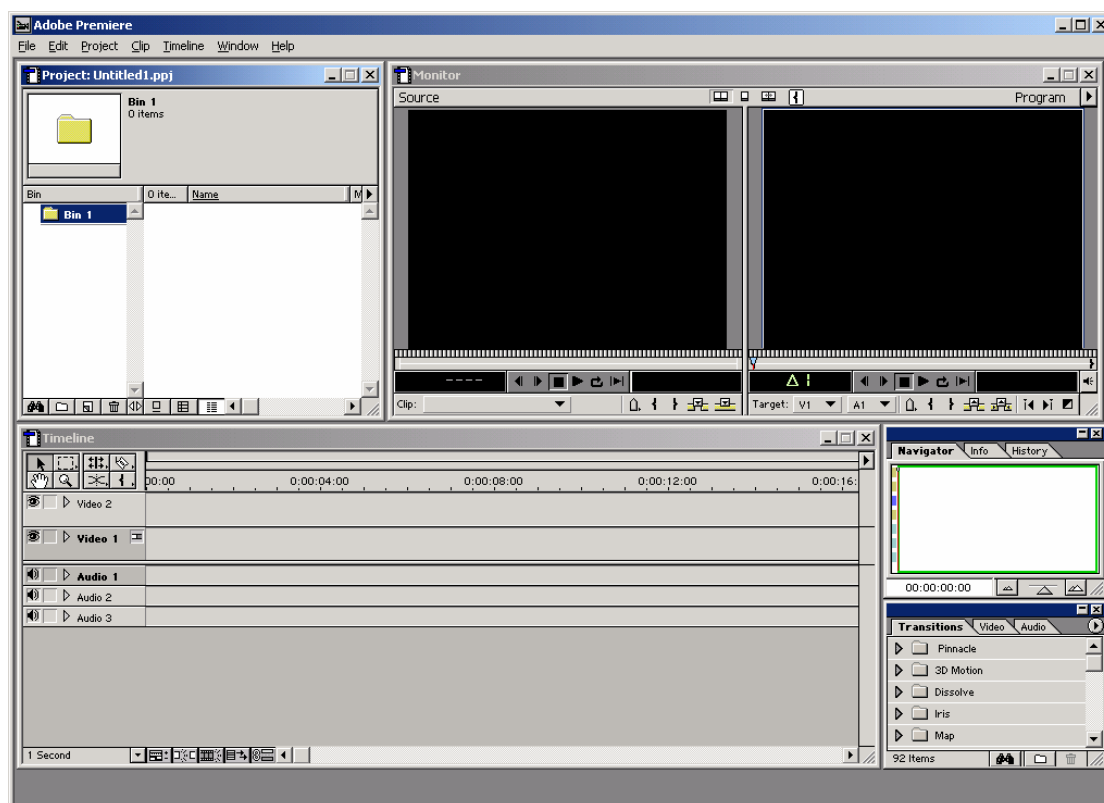 Adobe Premiere
File Edit Project Clip Timeline Window Help
Project: Untitled1.ppj
Bin 1
0 items
Bin 0 ite... Name M
Bin 1
Monitor
Source Program
Clip: Target: V1 A1
Timeline
00:00 0:00:04:00 0:00:08:00 0:00:12:00 0:00:16:
Video 2
Video 1
Audio 1
Audio 2
Audio 3
1 Second
Navigator Info History
00:00:00:00
Transitions Video Audio
Pinnacle
3D Motion
Dissolve
Iris
Map
92 Items